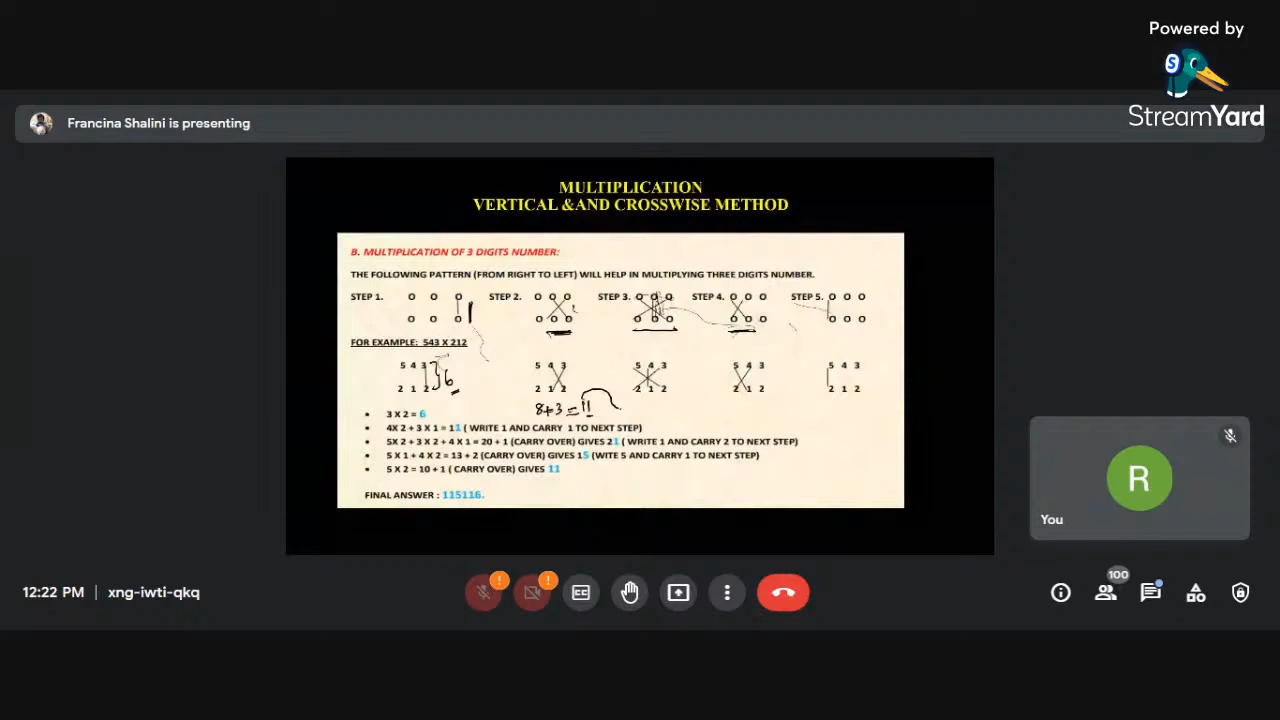 Powered by
StreamYard
Francina Shalini is presenting
MULTIPLICATION
VERTICAL &AND CROSSWISE METHOD
B. MULTIPLICATION OF 3 DIGITS NUMBER:
THE FOLLOWING PATTERN (FROM RIGHT TO LEFT) WILL HELP IN MULTIPLYING THREE DIGITS NUMBER.
STEP 1. O O O STEP 2. O O O STEP 3. O O O STEP 4. O O O STEP 5. O O O
O O O O O O O O O O O O O O O
FOR EXAMPLE: 543 X 212
5 4 3 5 4 3 5 4 3 5 4 3 5 4 3
6
2 1 2 2 1 2 2 1 2 2 1 2 2 1 2
8+3 = 11
• 3 X 2 = 6
• 4X 2 + 3 X 1 = 11 ( WRITE 1 AND CARRY 1 TO NEXT STEP)
• 5X 2 + 3 X 2 + 4 X 1 = 20 + 1 (CARRY OVER) GIVES 21 ( WRITE 1 AND CARRY 2 TO NEXT STEP)
• 5 X 1 + 4 X 2 = 13 + 2 (CARRY OVER) GIVES 15 (WITE 5 AND CARRY 1 TO NEXT STEP)
• 5 X 2 = 10 + 1 ( CARRY OVER) GIVES 11
FINAL ANSWER : 115116.
R
You
12:22 PM | xng-iwti-qkq
100